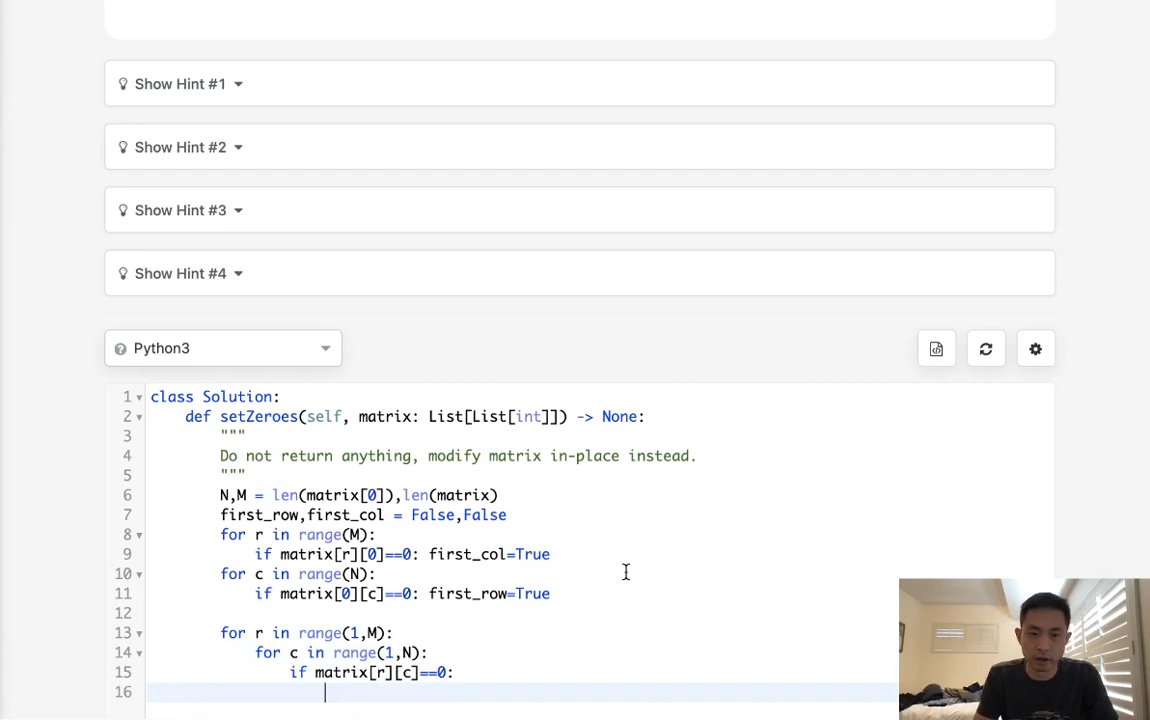 Show Hint #1
Show Hint #2
Show Hint #3
Show Hint #4
Python3
1 class Solution:
2 def setZeroes(self, matrix: List[List[int]]) -> None:
3 """
4 Do not return anything, modify matrix in-place instead.
5 """
6 N,M = len(matrix[0]),len(matrix)
7 first_row,first_col = False,False
8 for r in range(M):
9 if matrix[r][0]==0: first_col=True
10 for c in range(N):
11 if matrix[0][c]==0: first_row=True
12
13 for r in range(1,M):
14 for c in range(1,N):
15 if matrix[r][c]==0:
16